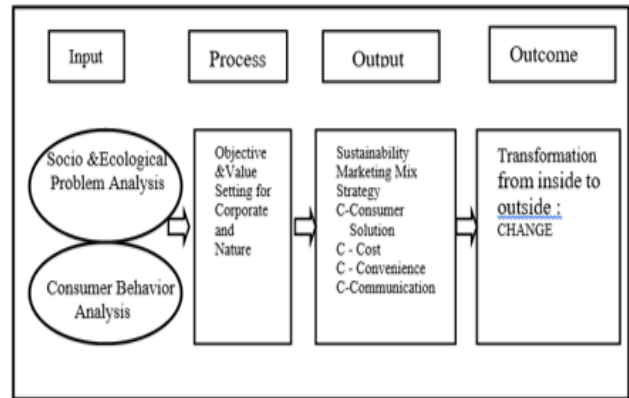 Input
Process
Output
Outcome
Socio &Ecological
Problem Analysis
Consumer Behavior
Analysis
Objective
&Value
Setting for
Corporate
and
Nature
Sustainability
Marketing Mix
Strategy
C-Consumer
Solution
C - Cost
C - Convenience
C-Communication
Transformation
from inside to
outside :
CHANGE